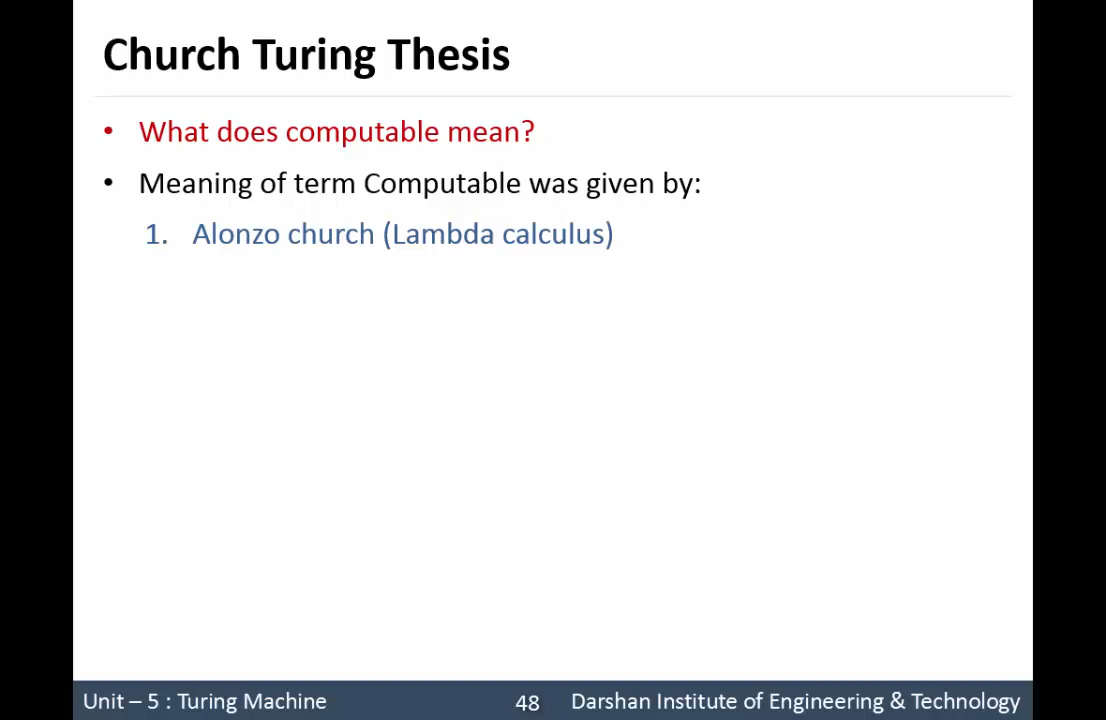 Church Turing Thesis
• What does computable mean?
• Meaning of term Computable was given by:
1. Alonzo church (Lambda calculus)
Unit – 5 : Turing Machine 48 Darshan Institute of Engineering & Technology